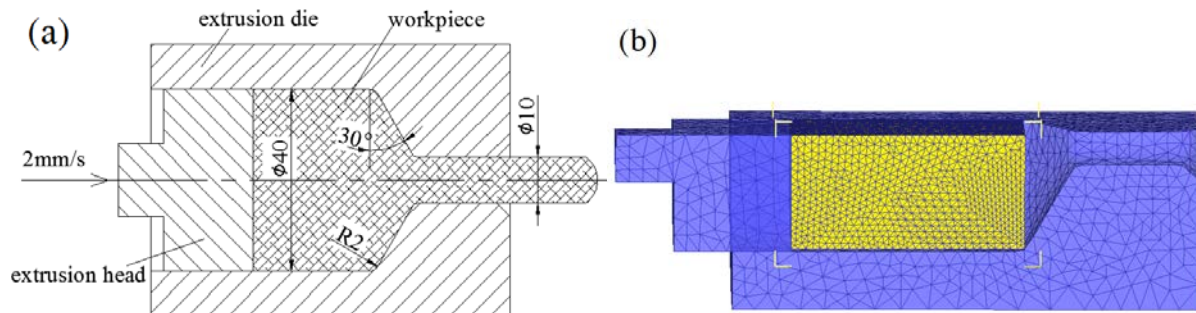 (a)
extrusion die
workpiece
(b)
30°
ϕ10
ϕ40
2mm/s
R2
extrusion head